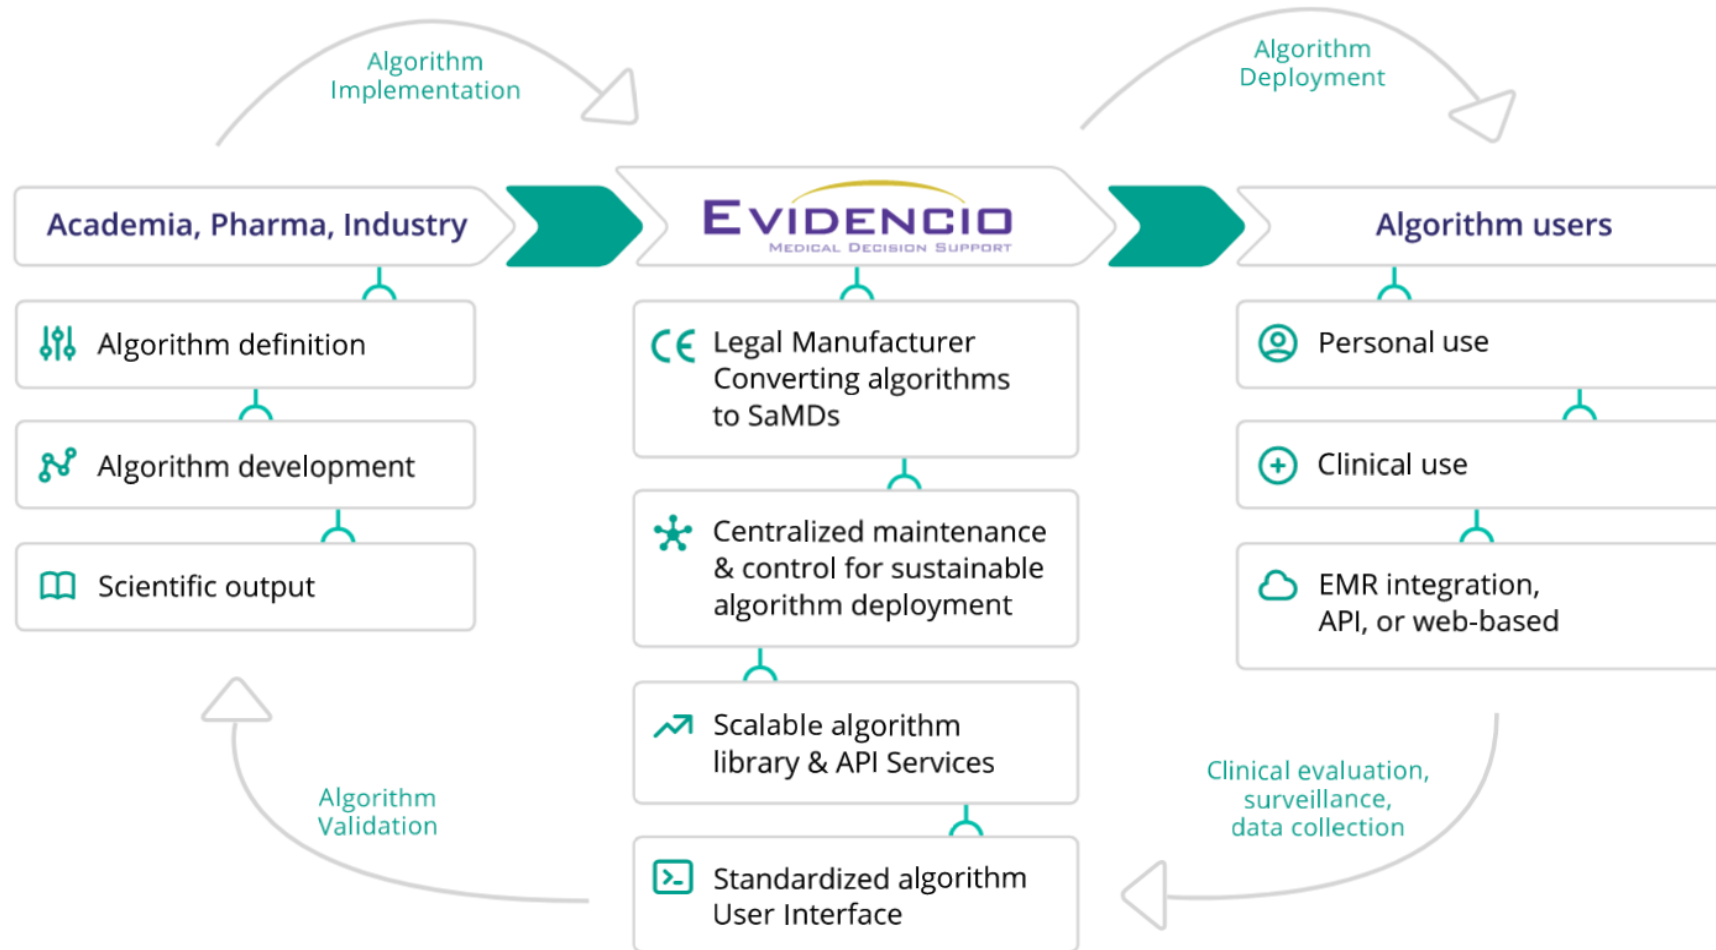 Algorithm
Implementation
Algorithm
Deployment
Academia, Pharma, Industry
EVIDENCIO
MEDICAL DECISION SUPPORT
Algorithm users
Algorithm definition
Algorithm development
Scientific output
CE
Legal Manufacturer
Converting algorithms
to SaMDs
Centralized maintenance
& control for sustainable
algorithm deployment
Scalable algorithm
library & API Services
Standardized algorithm
User Interface
Personal use
Clinical use
EMR integration,
API, or web-based
Algorithm
Validation
Clinical evaluation,
surveillance,
data collection